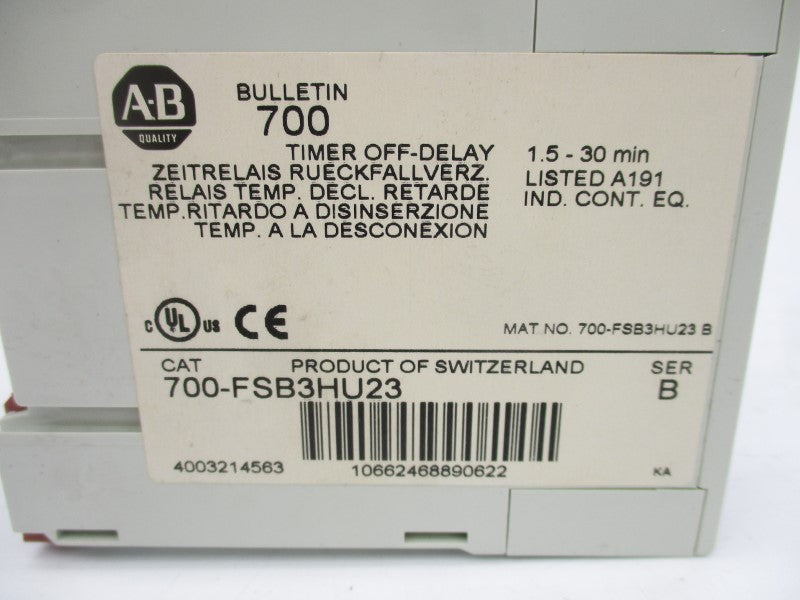 A-B
QUALITY
BULLETIN
700
TIMER OFF-DELAY
ZEITRELAIS RUECKFALLVERZ.
RELAIS TEMP. DECL. RETARDE
TEMP.RITARDO A DISINSERZIONE
TEMP. A LA DESCONEXION
1.5 - 30 min
LISTED A191
IND. CONT. EQ.
C UL US CE
MAT NO. 700-FSB3HU23 B
CAT PRODUCT OF SWITZERLAND SER
700-FSB3HU23 B
4003214563 10662468890622 KA